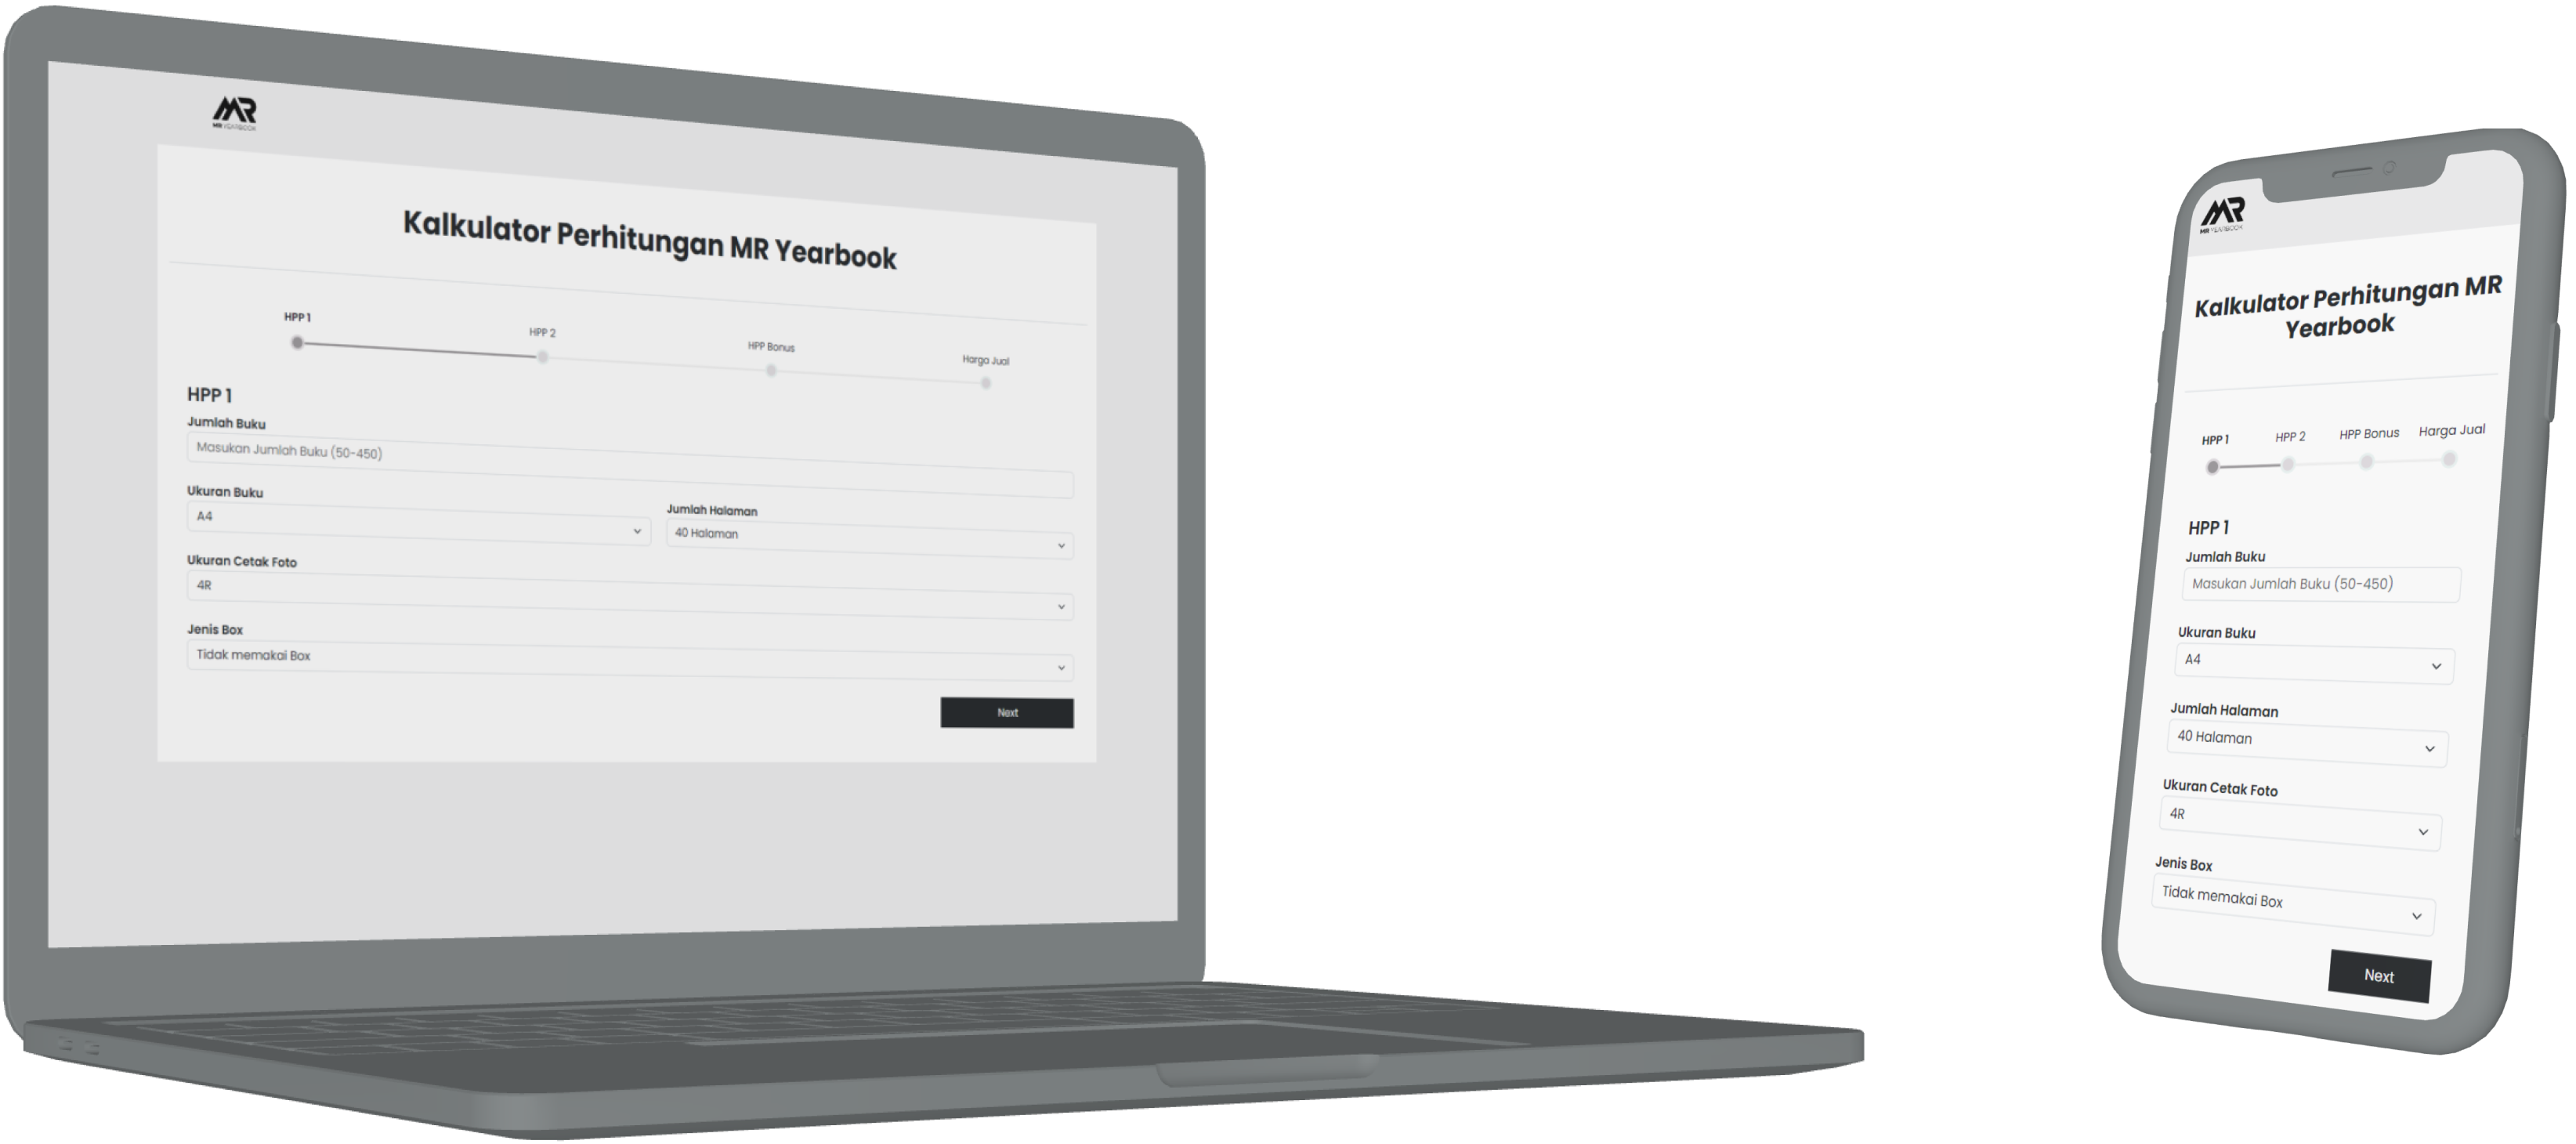 MR
MR YEARBOOK
Kalkulator Perhitungan MR Yearbook
HPP 1
HPP 2
HPP Bonus
Harga Jual
HPP 1
Jumlah Buku
Masukan Jumlah Buku (50-450)
Ukuran Buku
A4
Jumlah Halaman
40 Halaman
Ukuran Cetak Foto
4R
Jenis Box
Tidak memakai Box
Next
MR
MR YEARBOOK
Kalkulator Perhitungan MR
Yearbook
HPP 1
HPP 2
HPP Bonus
Harga Jual
HPP 1
Jumlah Buku
Masukan Jumlah Buku (50-450)
Ukuran Buku
A4
Jumlah Halaman
40 Halaman
Ukuran Cetak Foto
4R
Jenis Box
Tidak memakai Box
Next